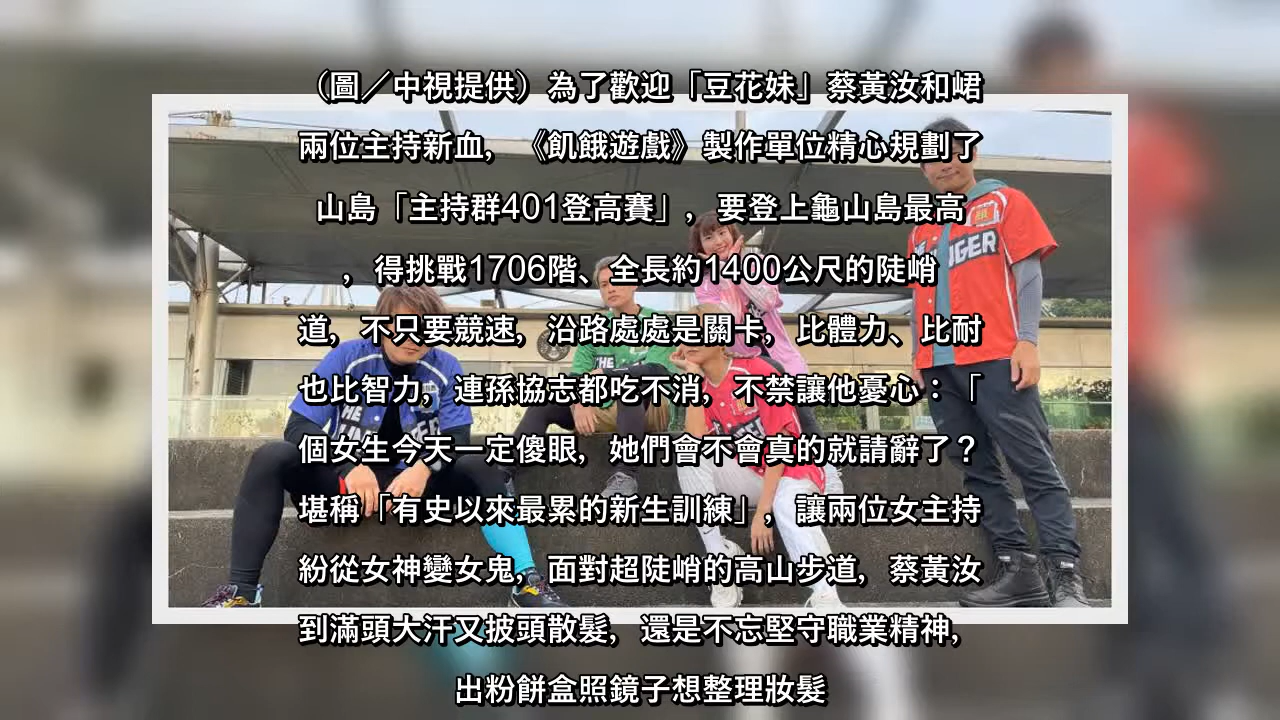 （圖／中視提供）為了歡迎「豆花妹」蔡黃汝和峮
兩位主持新血，《飢餓遊戲》製作單位精心規劃了
山島「主持群401登高賽」，要登上龜山島最高
，得挑戰1706階、全長約1400公尺的陡峭
道，不只要競速，沿路處處是關卡，比體力、比耐
也比智力，連孫協志都吃不消，不禁讓他憂心：「
個女生今天一定傻眼，她們會不會真的就請辭了？
堪稱「有史以來最累的新生訓練」，讓兩位女主持
紛從女神變女鬼，面對超陡峭的高山步道，蔡黃汝
到滿頭大汗又披頭散髮，還是不忘堅守職業精神，
出粉餅盒照鏡子想整理妝髮
THE
THE